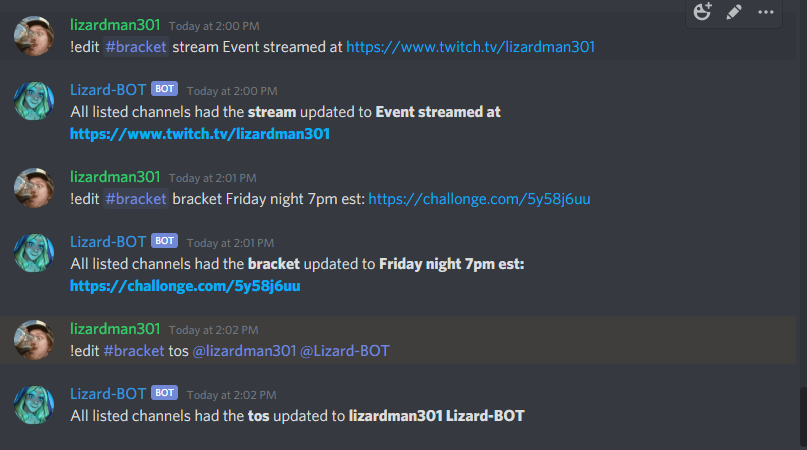 lizardman301 Today at 2:00 PM
!edit #bracket stream Event streamed at https://www.twitch.tv/lizardman301
Lizard-BOT BOT Today at 2:00 PM
All listed channels had the stream updated to Event streamed at
https://www.twitch.tv/lizardman301
lizardman301 Today at 2:01 PM
!edit #bracket bracket Friday night 7pm est: https://challonge.com/5y58j6uu
Lizard-BOT BOT Today at 2:01 PM
All listed channels had the bracket updated to Friday night 7pm est:
https://challonge.com/5y58j6uu
lizardman301 Today at 2:02 PM
!edit #bracket tos @lizardman301 @Lizard-BOT
Lizard-BOT BOT Today at 2:02 PM
All listed channels had the tos updated to lizardman301 Lizard-BOT